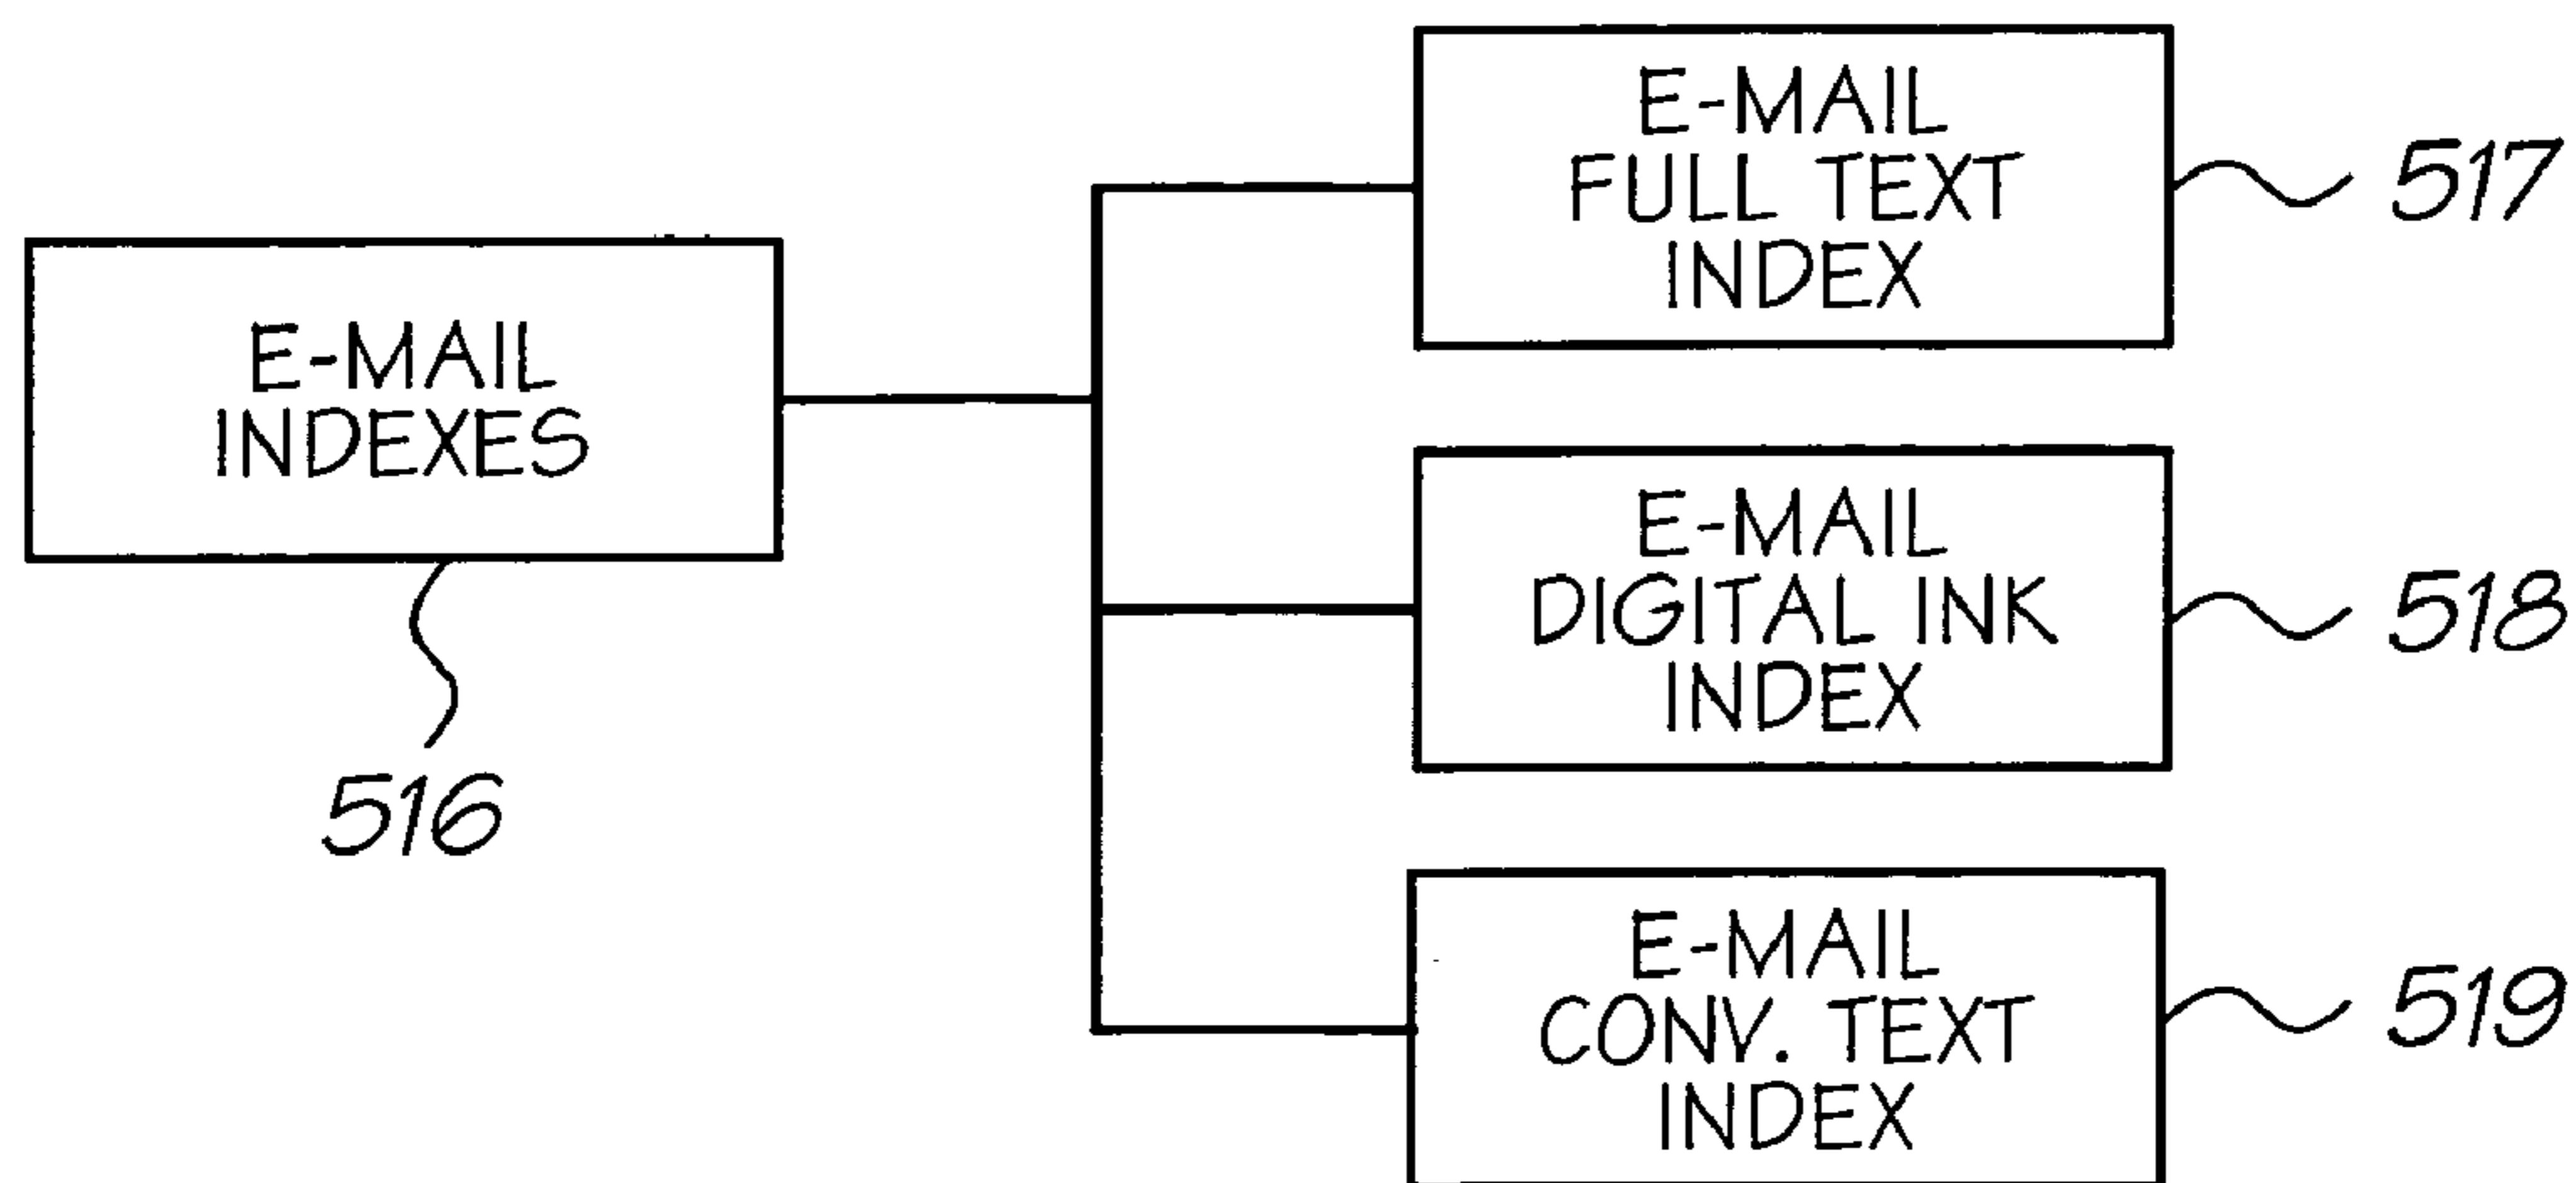 E-MAIL
FULL TEXT
INDEX
517
E-MAIL
INDEXES
516
E-MAIL
DIGITAL INK
INDEX
518
E-MAIL
CONV. TEXT
INDEX
519